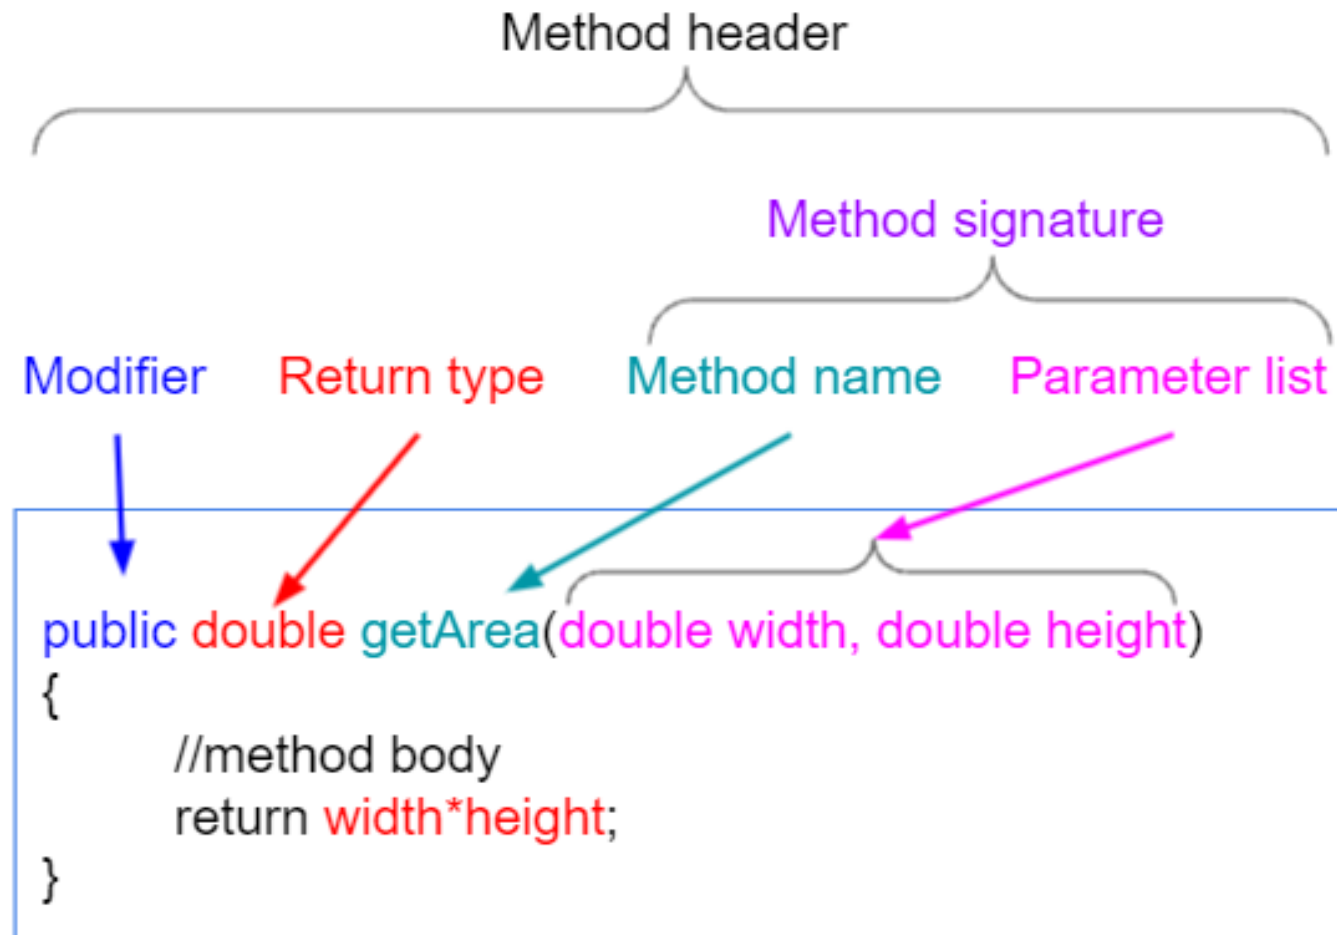 Method header
Method signature
Modifier Return type Method name Parameter list
public double getArea(double width, double height)
{
//method body
return width*height;
}